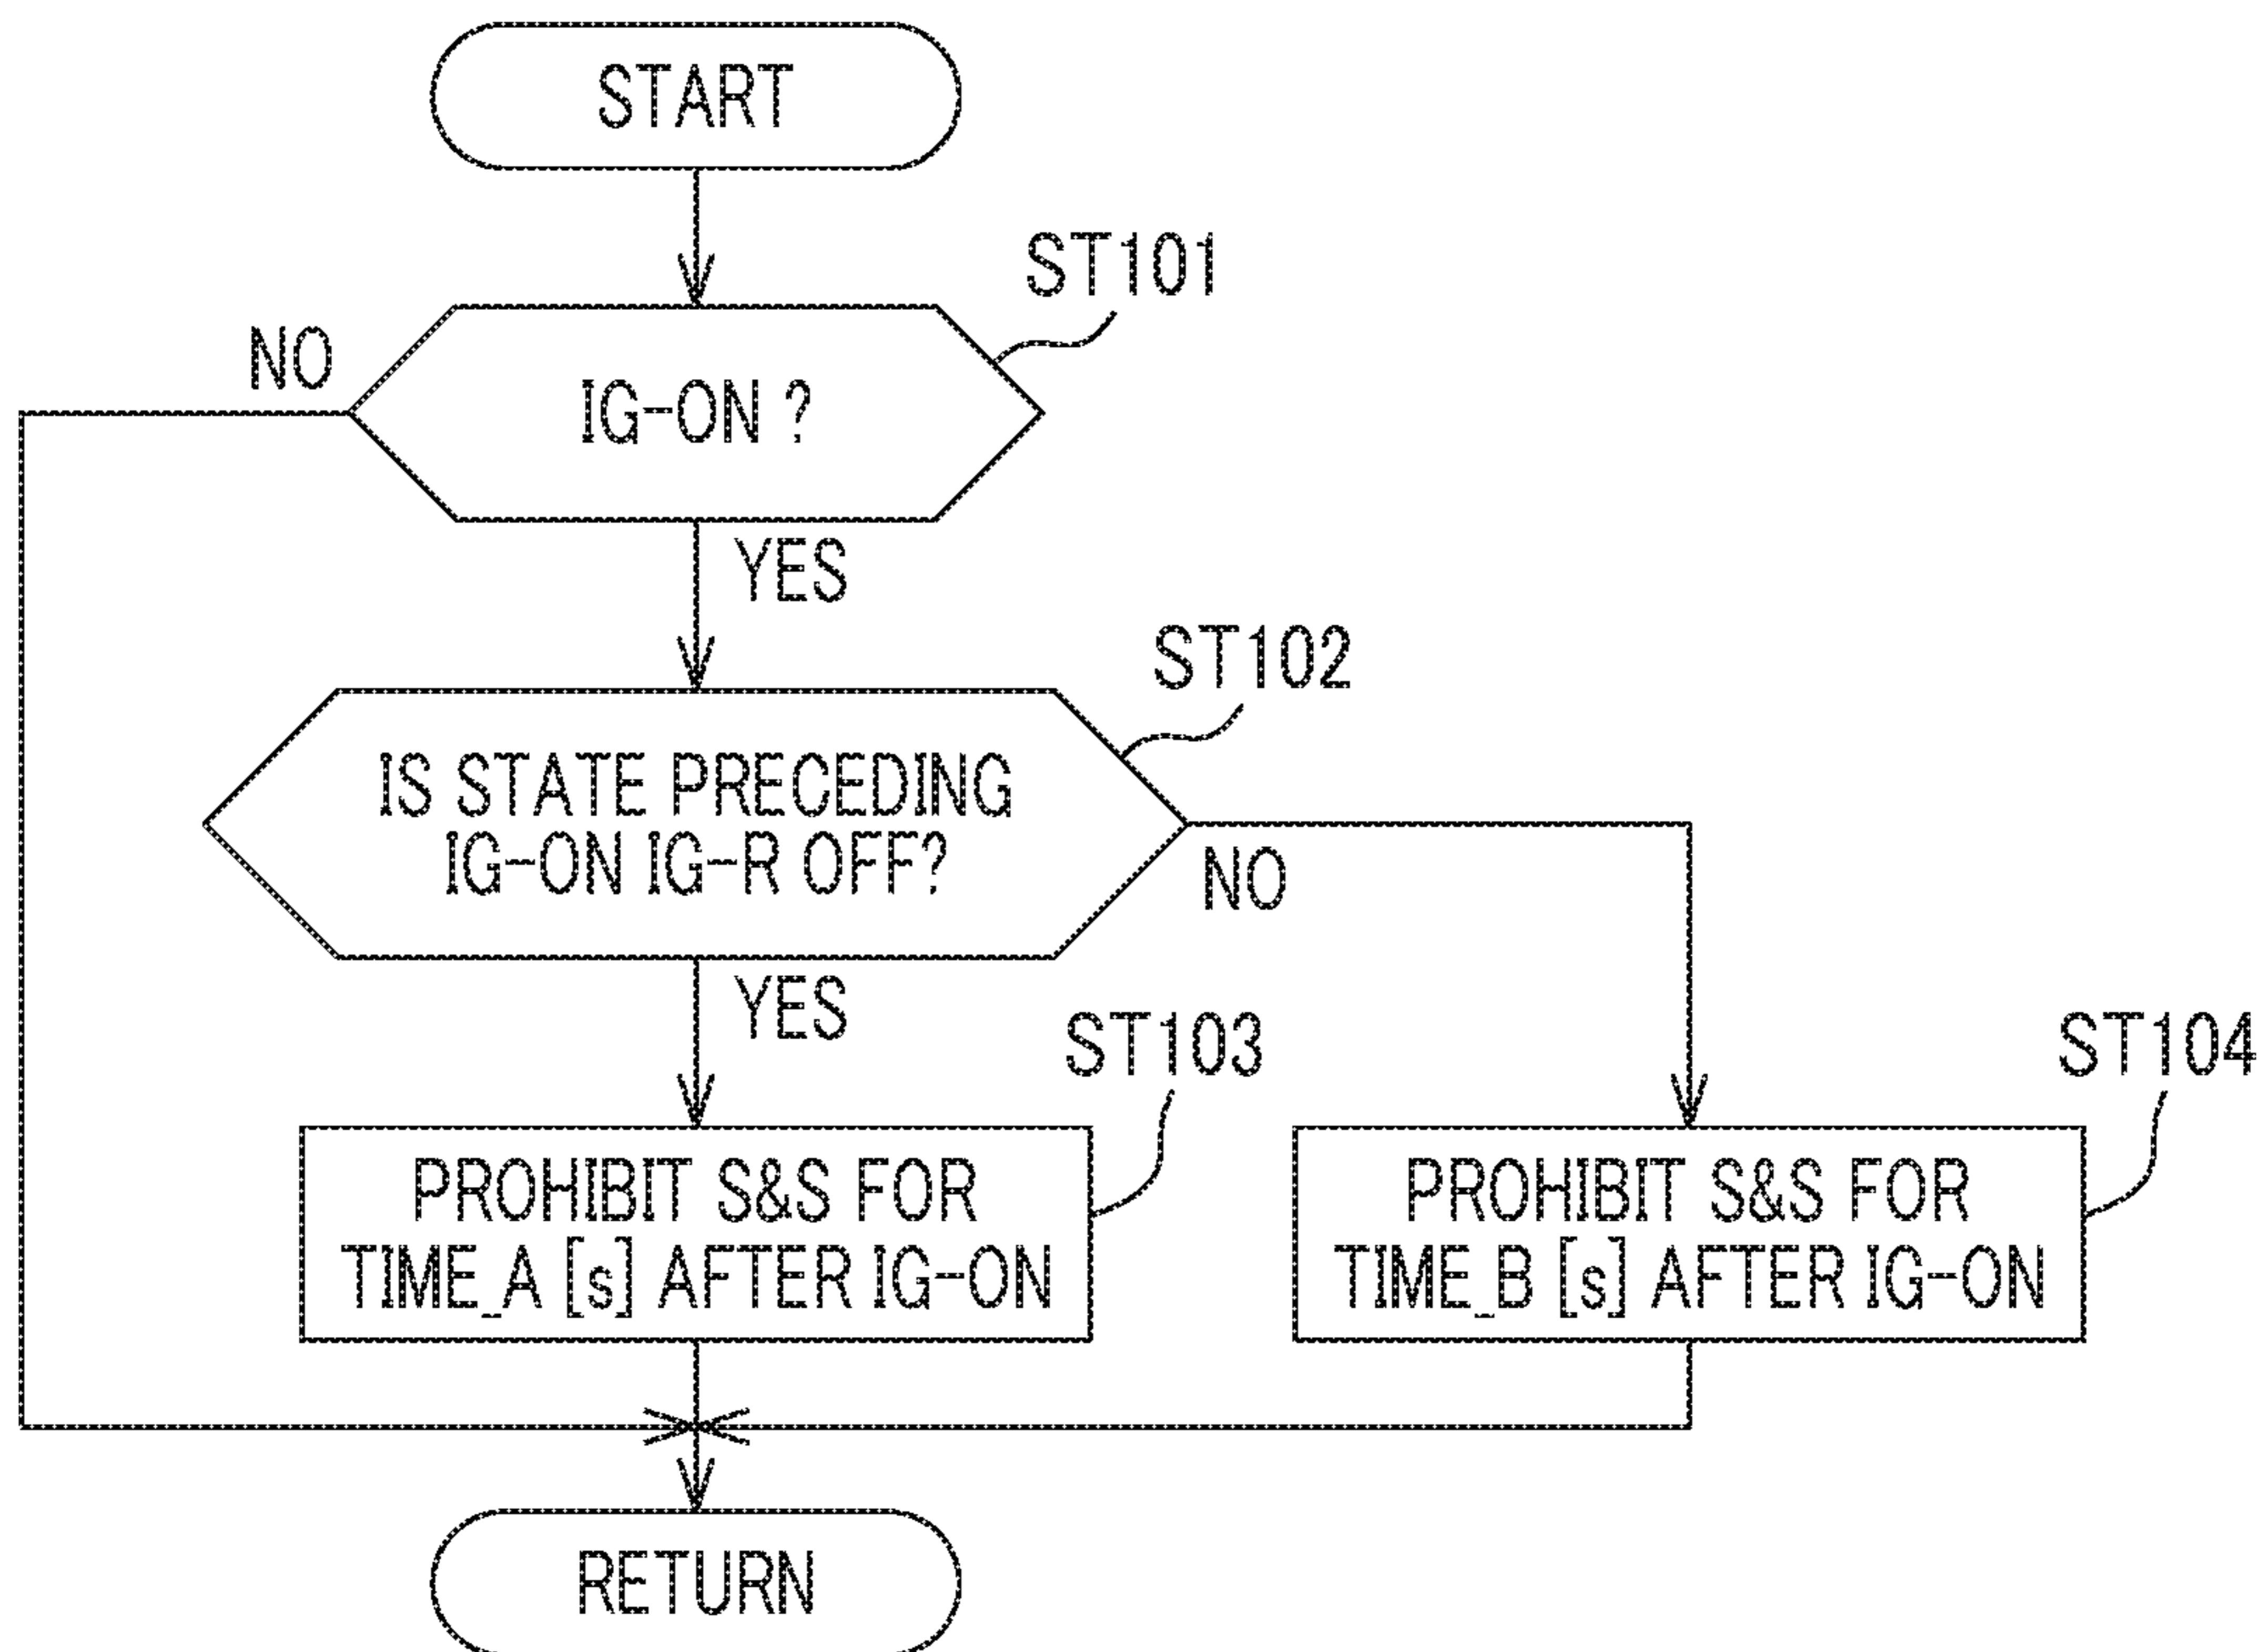 START
ST101
NO
IG-ON ?
YES
ST102
IS STATE PRECEDING
IG-ON IG-R OFF?
NO
YES
ST103
ST104
PROHIBIT S&S FOR
TIME_A [s] AFTER IG-ON
PROHIBIT S&S FOR
TIME_B [s] AFTER IG-ON
RETURN